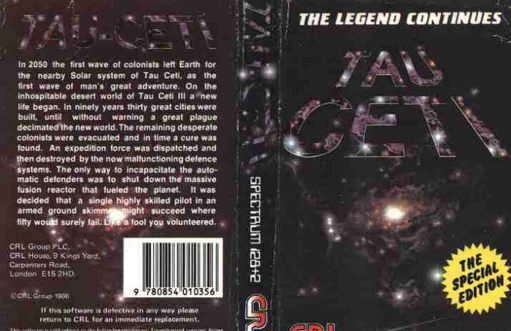 TAU-CETI
In 2050 the first wave of colonists left Earth for
the nearby Solar system of Tau Ceti, as the
first wave of man's great adventure. On the
inhospitable desert world of Tau Ceti III a new
life began. In ninety years thirty great cities were
built, until without warning a great plague
decimated the new world. The remaining desperate
colonists were evacuated and in time a cure was
found. An expedition force was dispatched and
then destroyed by the now malfunctioning defence
systems. The only way to incapacitate the auto-
matic defenders was to shut down the massive
fusion reactor that fueled the planet. It was
decided that a single highly skilled pilot in an
armed ground skimmer might succeed where
fifty would surely fail. Like a fool you volunteered.
CRL Group PLC,
CRL House, 9 Kings Yard,
Carpenters Road,
London E15 2HD.
© CRL Group 1986
9 780854 010356
If this software is defective in any way please
return to CRL for an immediate replacement.
TAU CETI
SPECTRUM 128+2
THE LEGEND CONTINUES
TAU
CETI
THE
SPECIAL
EDITION
CRL